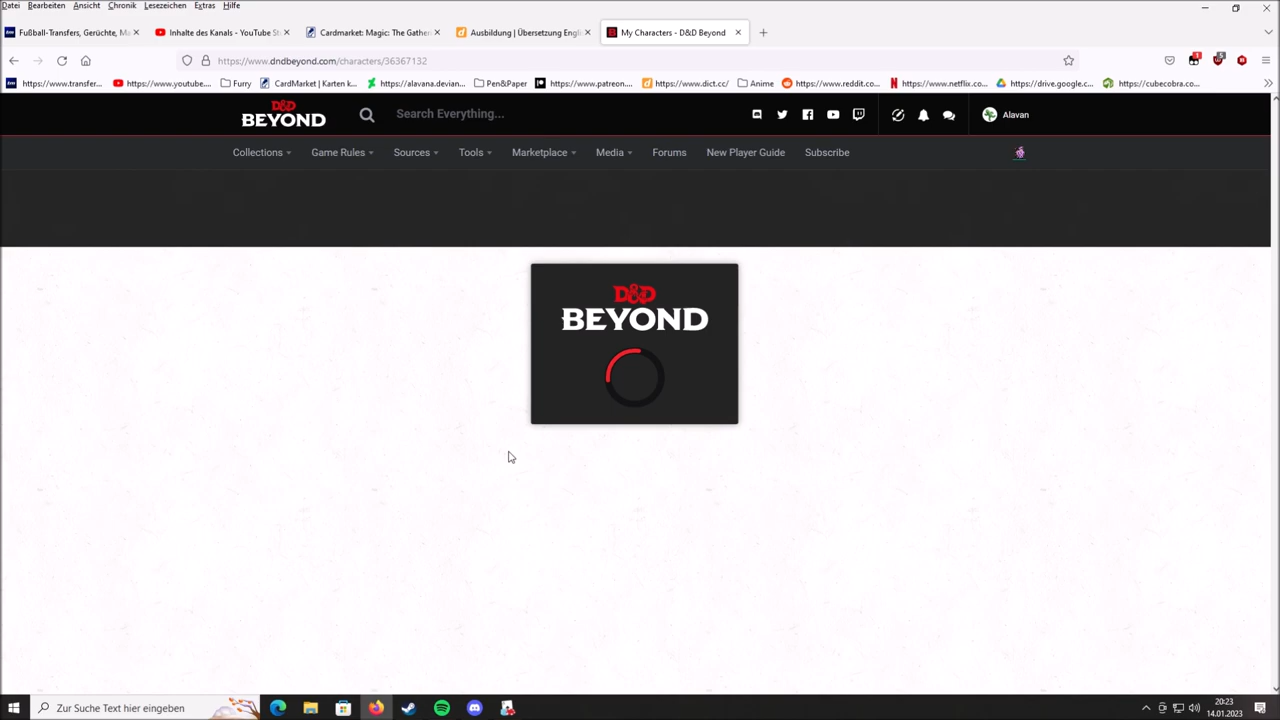 Datei Bearbeiten Ansicht Chronik Lesezeichen Extras Hilfe
Fußball-Transfers, Gerüchte, Ma Inhalte des Kanals - YouTube St Cardmarket: Magic: The Gather Ausbildung | Übersetzung Engli My Characters - D&D Beyond
https://www.dndbeyond.com/characters/36367132
https://www.transfer... https://www.youtube.... Furry CardMarket | Karten k... https://alavana.devian... Pen&Paper https://www.patreon... https://www.dict.cc/ Anime https://www.reddit.co... https://www.netflix.co... https://drive.google.c... https://cubecobra.co...
D&D BEYOND Search Everything... Alavan
Collections Game Rules Sources Tools Marketplace Media Forums New Player Guide Subscribe
D&D
BEYOND
Zur Suche Text hier eingeben
20:23
14.01.2023